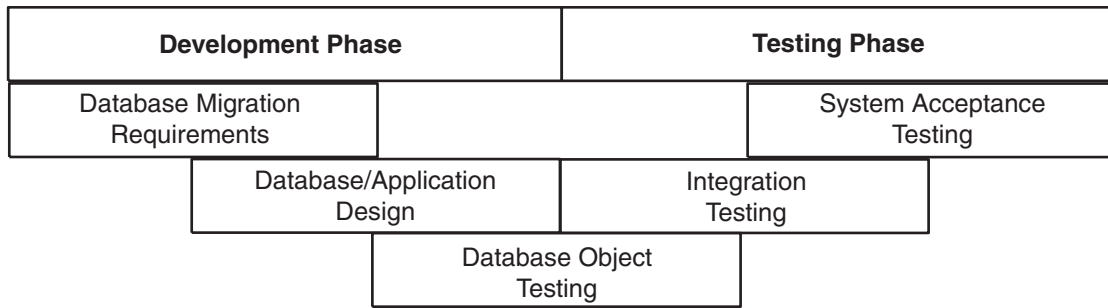 Development Phase
Testing Phase
Database Migration
Requirements
System Acceptance
Testing
Database/Application
Design
Integration
Testing
Database Object
Testing